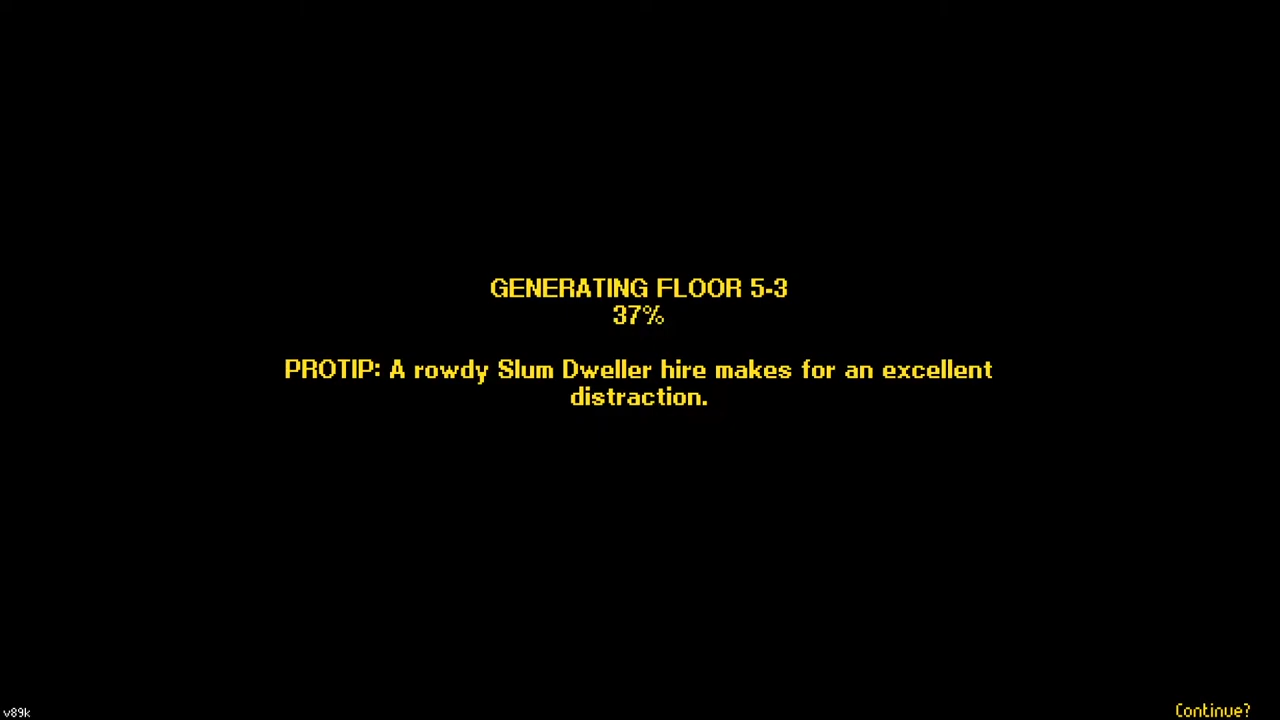 GENERATING FLOOR 5-3
37%
PROTIP: A rowdy Slum Dweller hire makes for an excellent
distraction.
v89k
Continue?